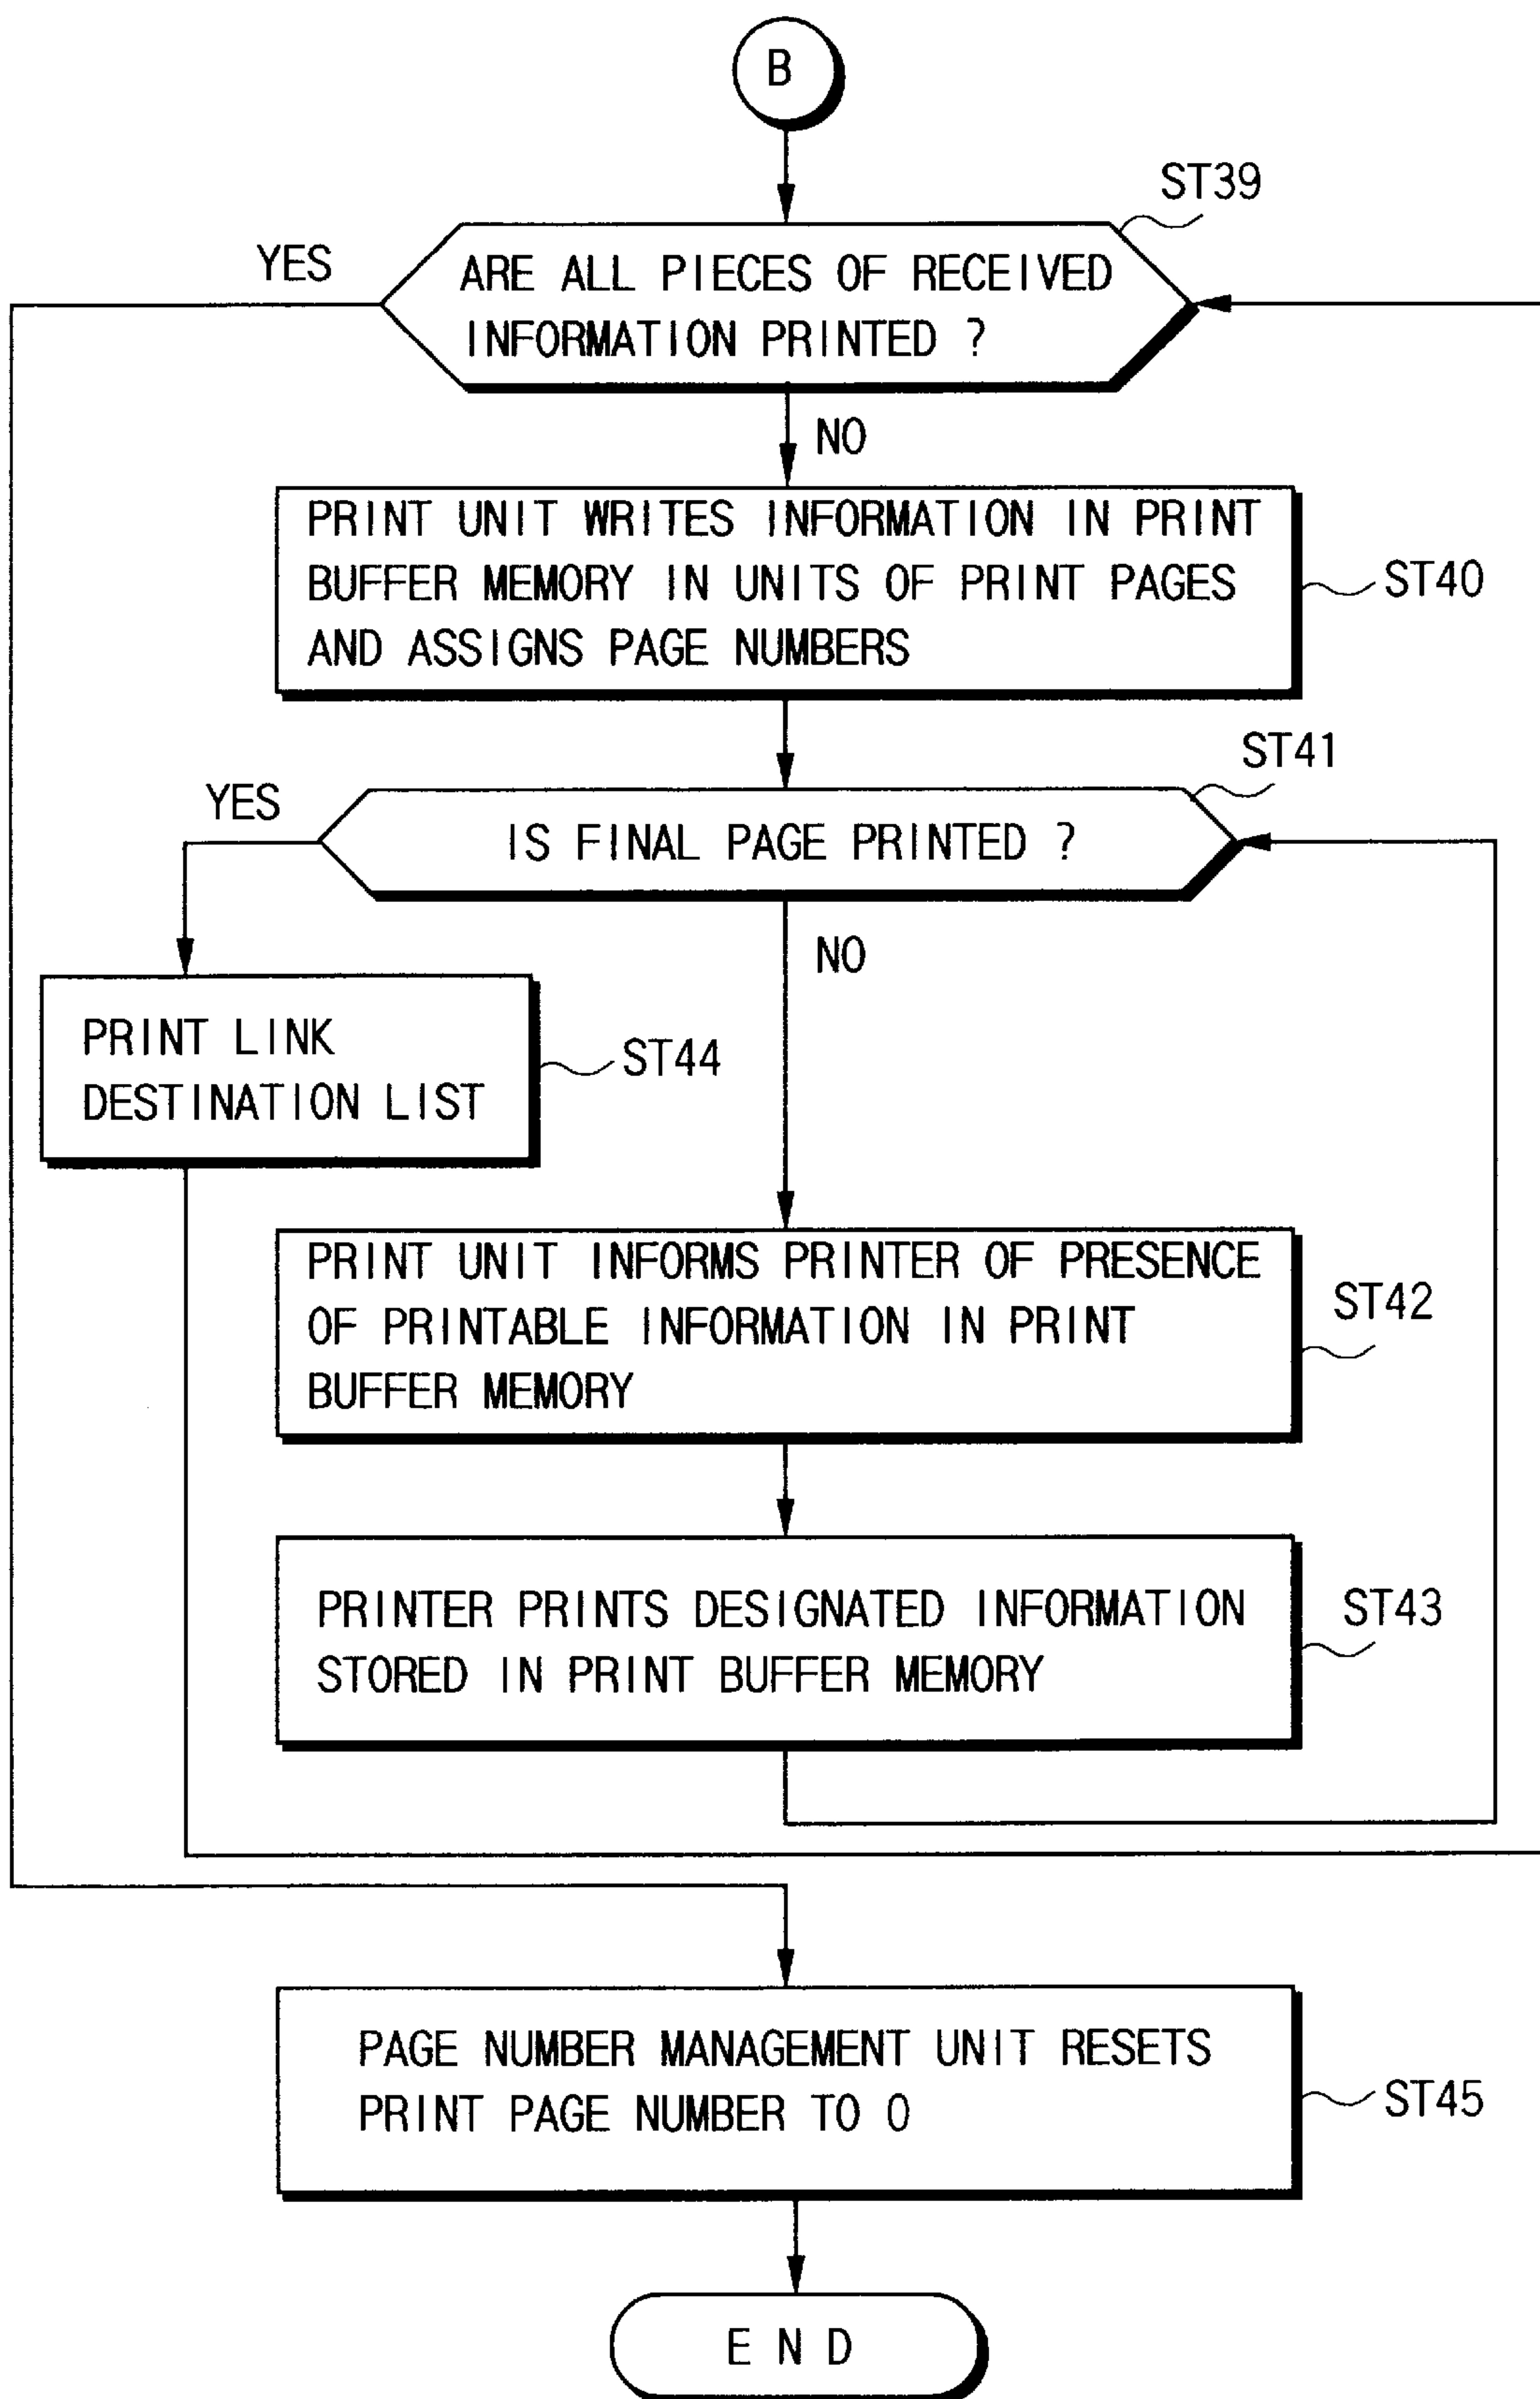 B
ST39
YES
ARE ALL PIECES OF RECEIVED
INFORMATION PRINTED ?
NO
PRINT UNIT WRITES INFORMATION IN PRINT
BUFFER MEMORY IN UNITS OF PRINT PAGES
AND ASSIGNS PAGE NUMBERS
ST40
ST41
YES
IS FINAL PAGE PRINTED ?
NO
PRINT LINK
DESTINATION LIST
ST44
PRINT UNIT INFORMS PRINTER OF PRESENCE
OF PRINTABLE INFORMATION IN PRINT
BUFFER MEMORY
ST42
PRINTER PRINTS DESIGNATED INFORMATION
STORED IN PRINT BUFFER MEMORY
ST43
PAGE NUMBER MANAGEMENT UNIT RESETS
PRINT PAGE NUMBER TO 0
ST45
END